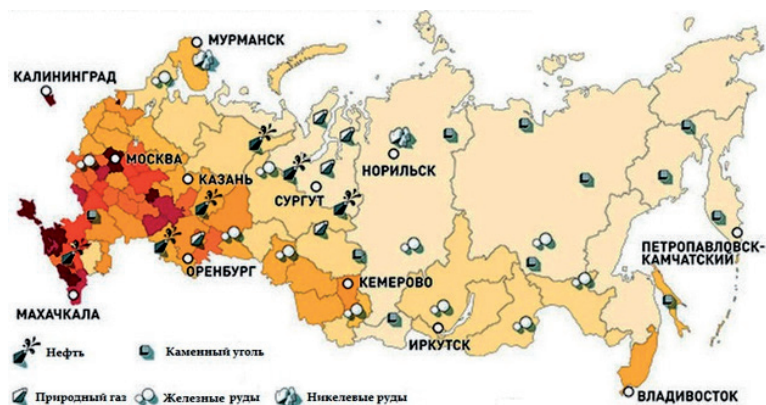 МУРМАНСК
КАЛИНИНГРАД
МОСКВА
КАЗАНЬ
НОРИЛЬСК
СУРГУТ
ПЕТРОПАВЛОВСК-
КАМЧАТСКИЙ
ОРЕНБУРГ
КЕМЕРОВО
МАХАЧКАЛА
ИРКУТСК
Нефть
Каменный уголь
Природный газ
Железные руды
Никелевые руды
ВЛАДИВОСТОК